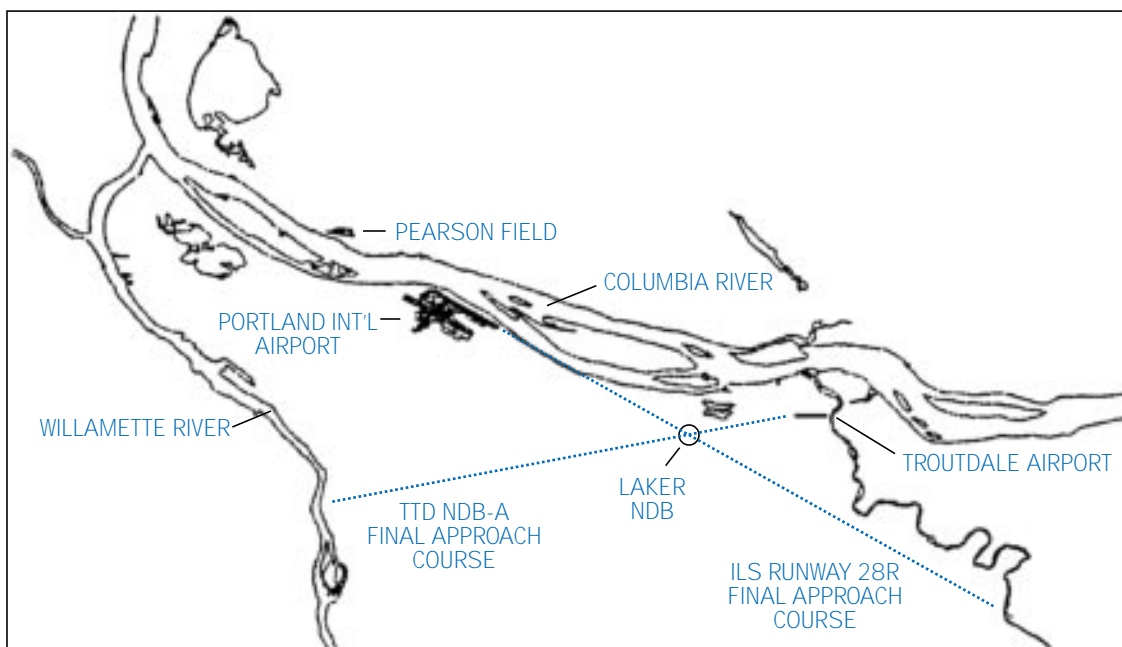 PEARSON FIELD
COLUMBIA RIVER
PORTLAND INT'L
AIRPORT
WILLAMETTE RIVER
TROUTDALE AIRPORT
LAKER
NDB
TTD NDB-A
FINAL APPROACH
COURSE
ILS RUNWAY 28R
FINAL APPROACH
COURSE